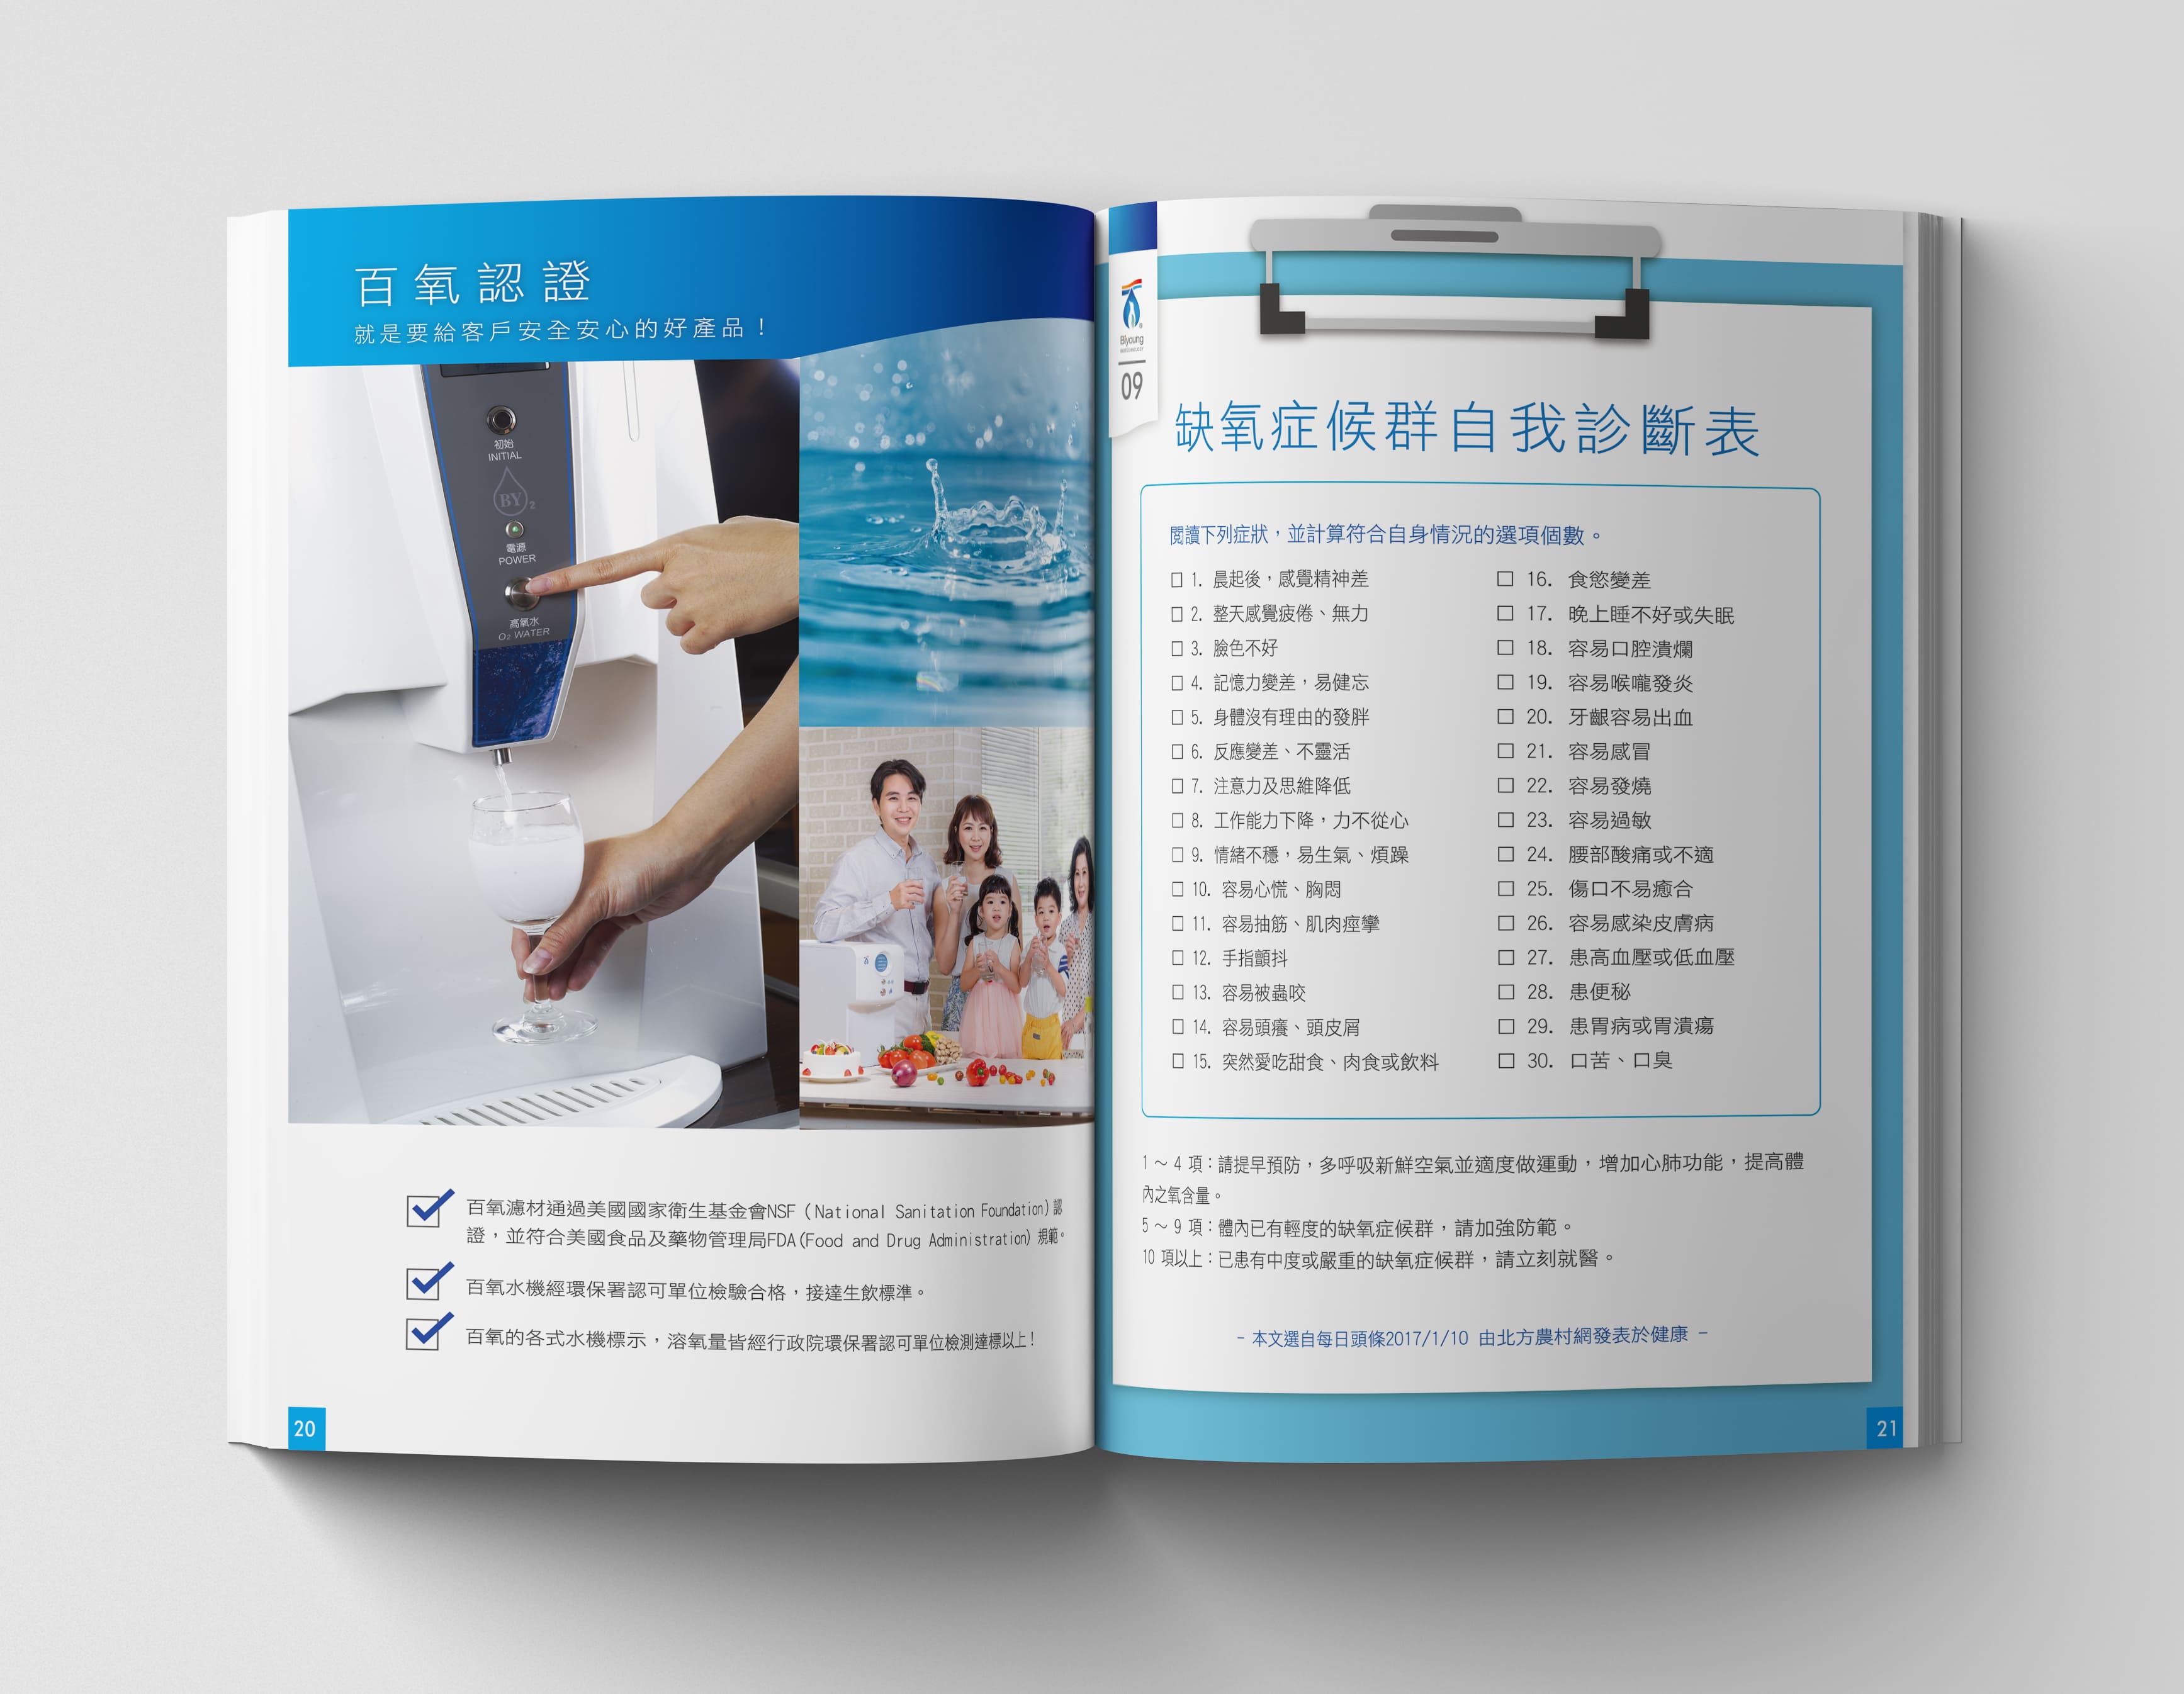 百氧認證
就是要給客戶安全安心的好產品！
初始
INITIAL
BY2
電源
POWER
高氧水
O₂ WATER
百氧濾材通過美國國家衛生基金會NSF (National Sanitation Foundation)認
證，並符合美國食品及藥物管理局FDA(Food and Drug Administration) 規範。
百氧水機經環保署認可單位檢驗合格，接達生飲標準。
百氧的各式水機標示，溶氧量皆經行政院環保署認可單位檢測達標以上！
20
BIyoung
09
缺氧症候群自我診斷表
閱讀下列症狀，並計算符合自身情況的選項個數。
□ 1. 晨起後，感覺精神差
□ 2. 整天感覺疲倦、無力
□ 3. 臉色不好
□ 4. 記憶力變差，易健忘
□ 5. 身體沒有理由的發胖
□ 6. 反應變差、不靈活
□ 7. 注意力及思維降低
□ 8. 工作能力下降，力不從心
□ 9. 情緒不穩，易生氣、煩躁
□ 10. 容易心慌、胸悶
□ 11. 容易抽筋、肌肉痙攣
□ 12. 手指顫抖
□ 13. 容易被蟲咬
□ 14. 容易頭癢、頭皮屑
□ 15. 突然愛吃甜食、肉食或飲料
□ 16. 食慾變差
□ 17. 晚上睡不好或失眠
□ 18. 容易口腔潰爛
□ 19. 容易喉嚨發炎
□ 20. 牙齦容易出血
□ 21. 容易感冒
□ 22. 容易發燒
□ 23. 容易過敏
□ 24. 腰部酸痛或不適
□ 25. 傷口不易癒合
□ 26. 容易感染皮膚病
□ 27. 患高血壓或低血壓
□ 28. 患便秘
□ 29. 患胃病或胃潰瘍
□ 30. 口苦、口臭
1 ～ 4 項：請提早預防，多呼吸新鮮空氣並適度做運動，增加心肺功能，提高體
內之氧含量。
5 ～ 9 項：體內已有輕度的缺氧症候群，請加強防範。
10 項以上：已患有中度或嚴重的缺氧症候群，請立刻就醫。
- 本文選自每日頭條2017/1/10 由北方農村網發表於健康 -
21